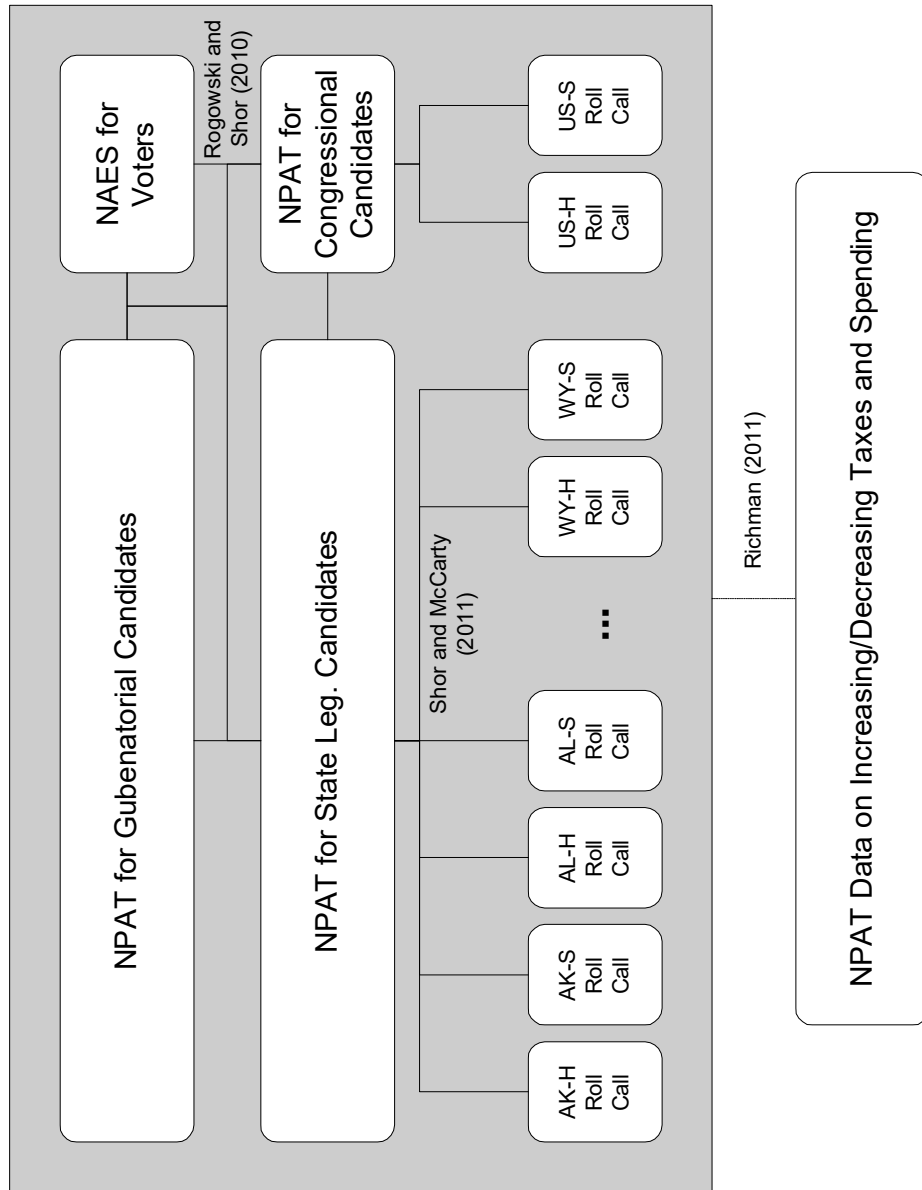 NPAT for Gubenatorial Candidates
NAES for
Voters
Rogowski and
Shor (2010)
NPAT for State Leg. Candidates
NPAT for
Congressional
Candidates
Shor and McCarty
(2011)
AK-H
Roll
Call
AK-S
Roll
Call
AL-H
Roll
Call
AL-S
Roll
Call
...
WY-H
Roll
Call
WY-S
Roll
Call
US-H
Roll
Call
US-S
Roll
Call
Richman (2011)
NPAT Data on Increasing/Decreasing Taxes and Spending